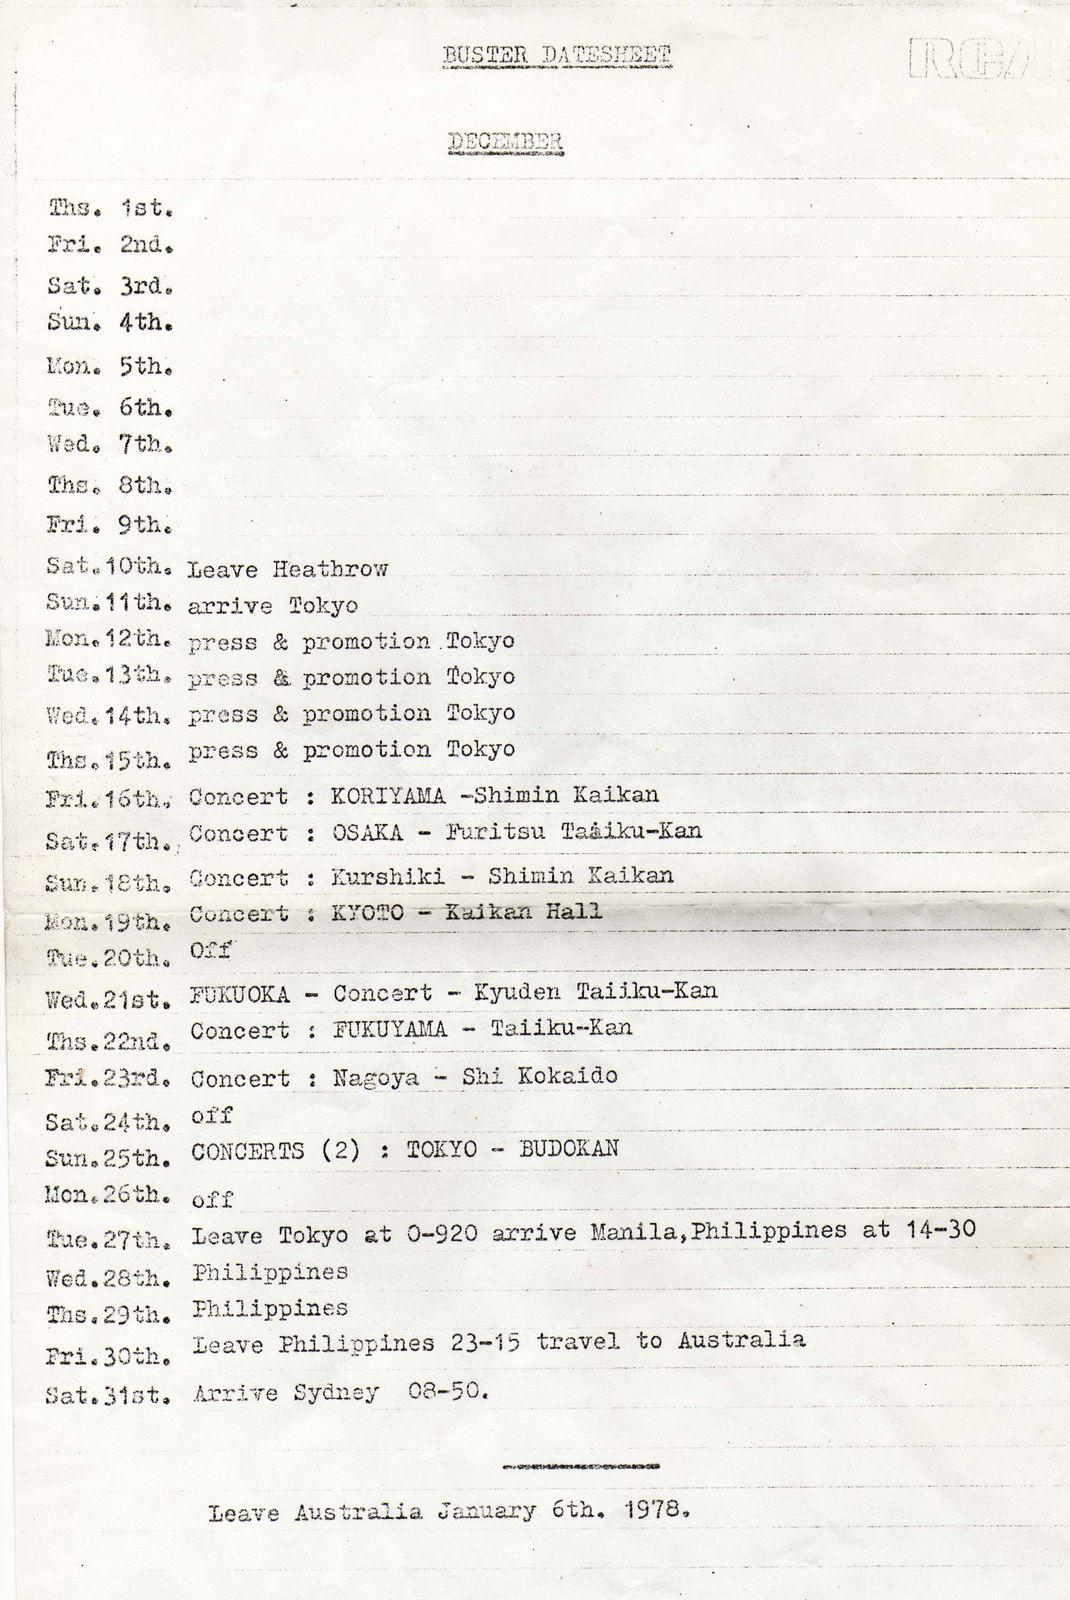 BUSTER DATESHEET
RCA
DECEMBER
Ths. 1st.
Fri. 2nd.
Sat. 3rd.
Sun. 4th.
Mon. 5th.
Tue. 6th.
Wed. 7th.
Ths. 8th.
Fri. 9th.
Sat.10th. Leave Heathrow
Sun.11th. arrive Tokyo
Mon.12th. press & promotion Tokyo
Tue.13th. press & promotion Tokyo
Wed.14th. press & promotion Tokyo
Ths.15th. press & promotion Tokyo
Fri.16th. Concert : KORIYAMA -Shimin Kaikan
Sat.17th. Concert : OSAKA - Furitsu Taaiku-Kan
Sun.18th. Concert : Kurshiki - Shimin Kaikan
Mon.19th. Concert : KYOTO - Kaikan Hall
Tue.20th. Off
Wed.21st. FUKUOKA - Concert - Kyuden Taiiku-Kan
Ths.22nd. Concert : FUKUYAMA - Taiiku-Kan
Fri.23rd. Concert : Nagoya - Shi Kokaido
Sat.24th. off
Sun.25th. CONCERTS (2) : TOKYO - BUDOKAN
Mon.26th. off
Tue.27th. Leave Tokyo at 0-920 arrive Manila,Philippines at 14-30
Wed.28th. Philippines
Ths.29th. Philippines
Fri.30th. Leave Philippines 23-15 travel to Australia
Sat.31st. Arrive Sydney 08-50.
Leave Australia January 6th. 1978.